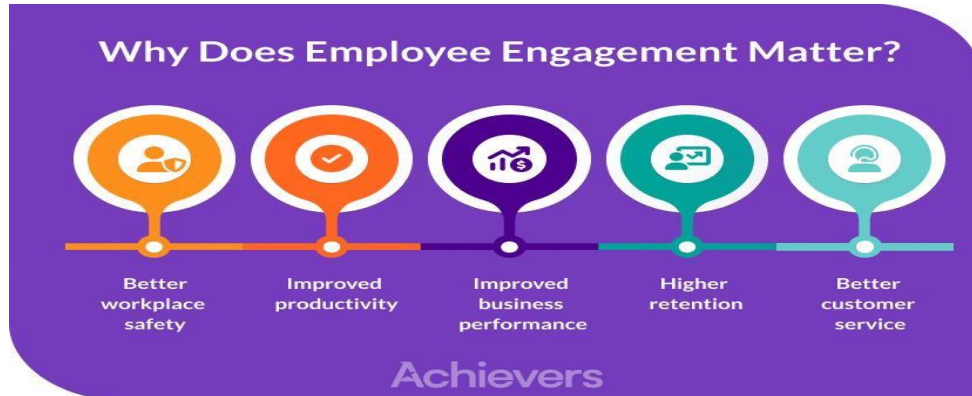 Why Does Employee Engagement Matter?
Better
workplace
safety
Improved
productivity
Improved
business
performance
Higher
retention
Better
customer
service
Achievers